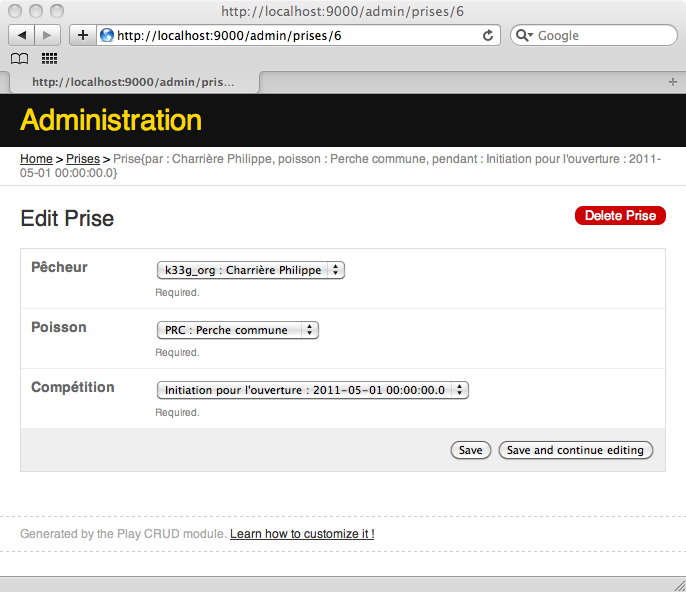 http://localhost:9000/admin/prises/6
http://localhost:9000/admin/prises/6
Google
http://localhost:9000/admin/pris...
Administration
Home > Prises > Prise{par : Charrière Philippe, poisson : Perche commune, pendant : Initiation pour l'ouverture : 2011-
05-01 00:00:00.0}
Edit Prise
Delete Prise
Pêcheur
k33g_org : Charrière Philippe
Required.
Poisson
PRC : Perche commune
Required.
Compétition
Initiation pour l'ouverture : 2011-05-01 00:00:00.0
Required.
Save
Save and continue editing
Generated by the Play CRUD module. Learn how to customize it !